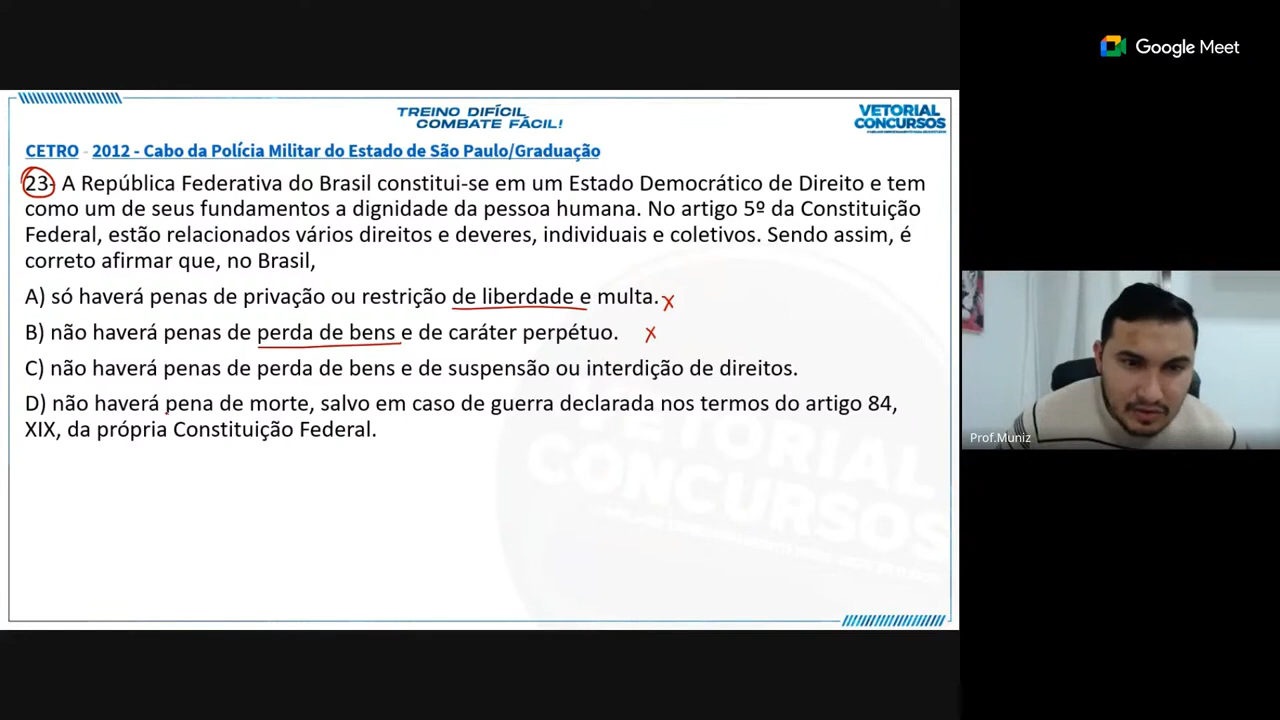 Google Meet
TREINO DIFÍCIL
COMBATE FÁCIL!
VETORIAL
CONCURSOS
CETRO - 2012 - Cabo da Polícia Militar do Estado de São Paulo/Graduação
23- A República Federativa do Brasil constitui-se em um Estado Democrático de Direito e tem
como um de seus fundamentos a dignidade da pessoa humana. No artigo 5º da Constituição
Federal, estão relacionados vários direitos e deveres, individuais e coletivos. Sendo assim, é
correto afirmar que, no Brasil,
A) só haverá penas de privação ou restrição de liberdade e multa. x
B) não haverá penas de perda de bens e de caráter perpétuo. x
C) não haverá penas de perda de bens e de suspensão ou interdição de direitos.
D) não haverá pena de morte, salvo em caso de guerra declarada nos termos do artigo 84,
XIX, da própria Constituição Federal.
VETORIAL
CONCURSOS
Prof.Muniz